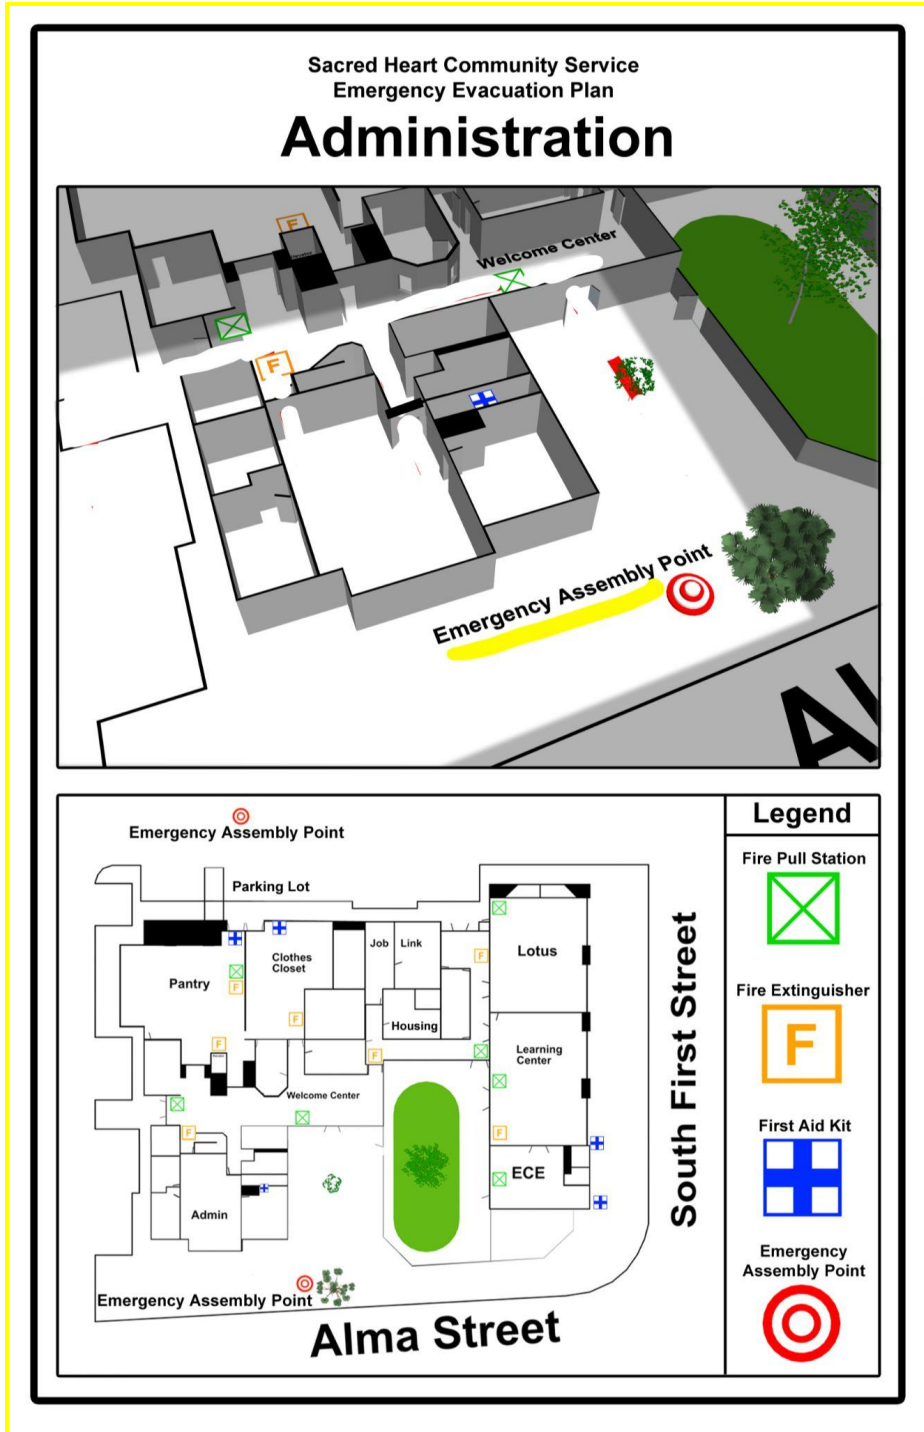 Sacred Heart Community Service
Emergency Evacuation Plan
Administration
F
Welcome Center
F
Emergency Assembly Point
Al
Emergency Assembly Point
Parking Lot
Pantry
Clothes
Closet
Job
Link
Lotus
F
F
F
Housing
F
F
Learning
Center
Welcome Center
F
F
ECE
Admin
Emergency Assembly Point
Alma Street
South First Street
Legend
Fire Pull Station
Fire Extinguisher
F
First Aid Kit
Emergency
Assembly Point